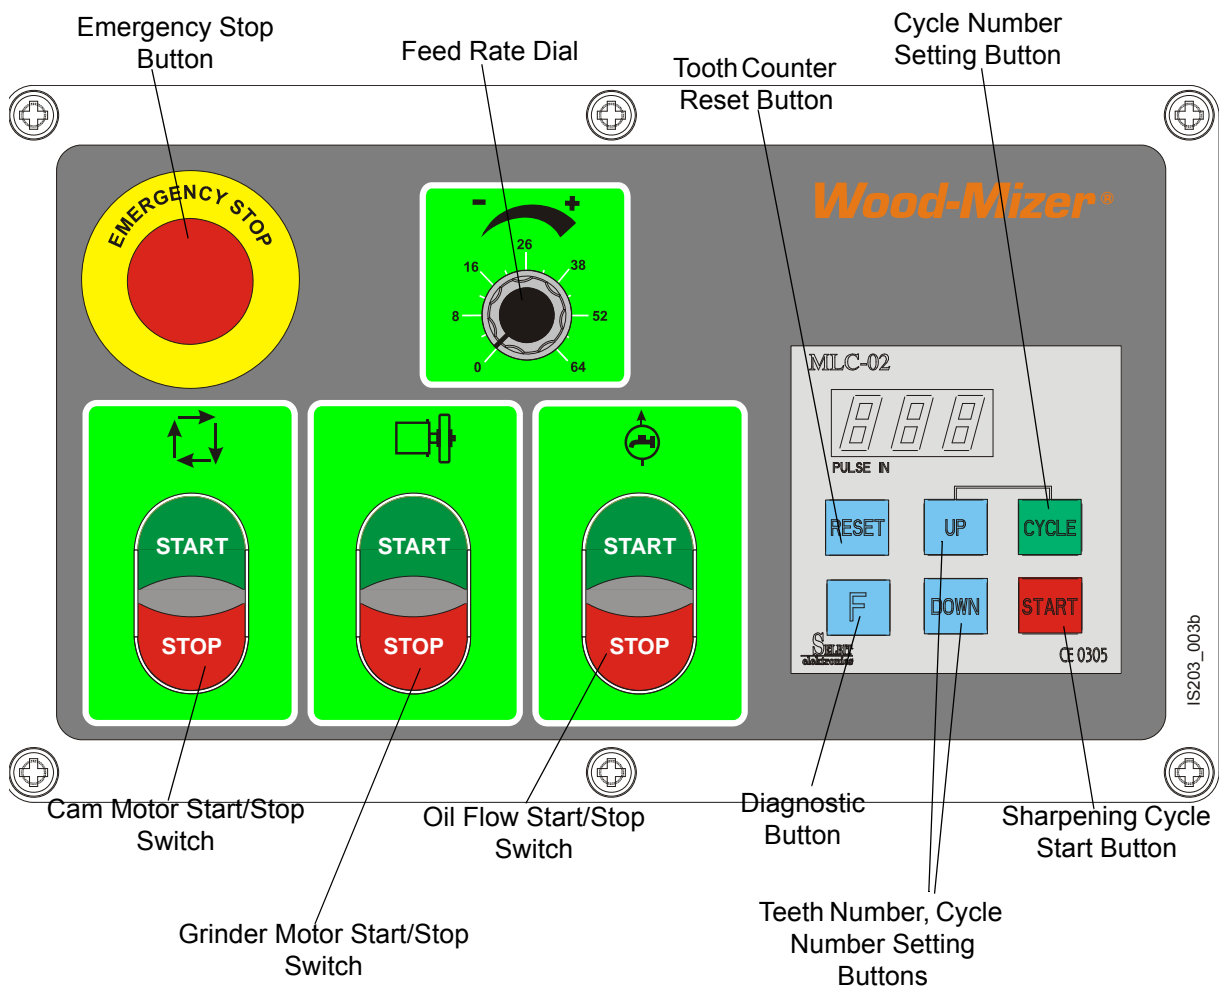 Emergency Stop
Button
Feed Rate Dial
Tooth Counter
Reset Button
Cycle Number
Setting Button
EMERGENCY STOP
- +
0 8 16 26 38 52 64
Wood-Mizer®
MLC-02
888
PULSE IN
RESET UP CYCLE
F DOWN START
SELECT
elektronics
CE 0305
START
STOP
START
STOP
START
STOP
IS203_003b
Cam Motor Start/Stop
Switch
Grinder Motor Start/Stop
Switch
Oil Flow Start/Stop
Switch
Diagnostic
Button
Teeth Number, Cycle
Number Setting
Buttons
Sharpening Cycle
Start Button